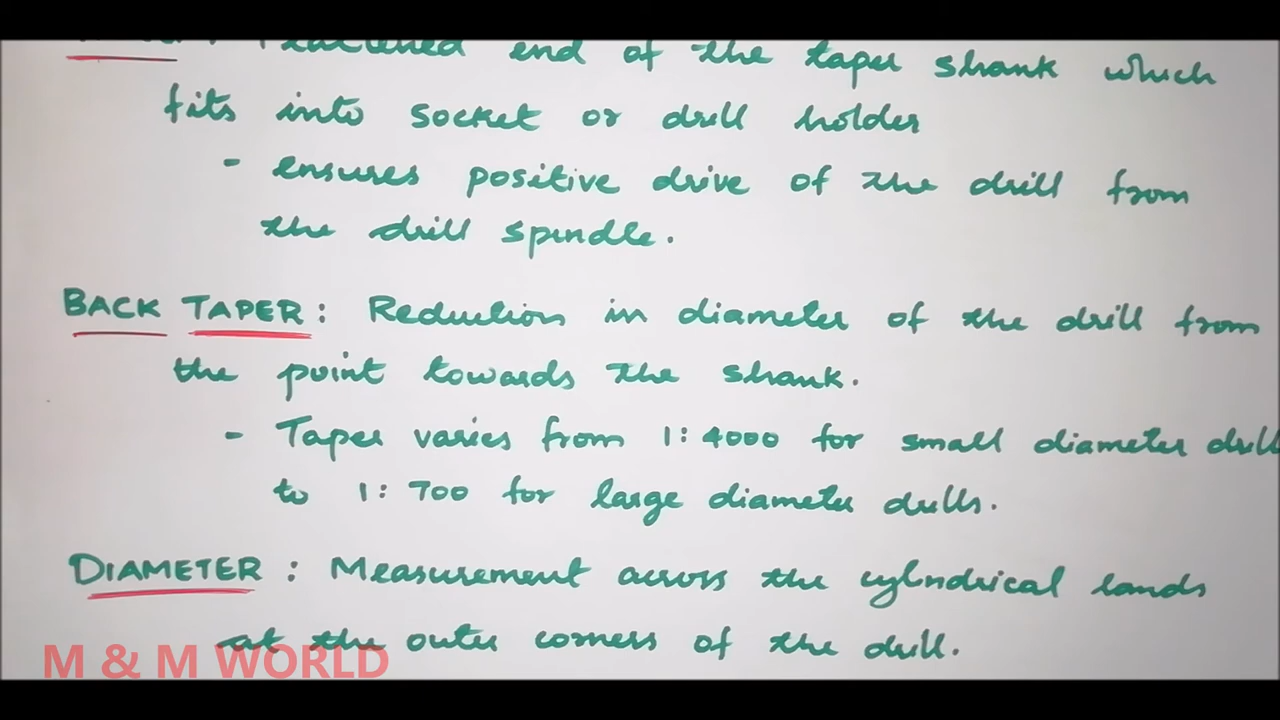 end of the taper shank which
fits into socket or drill holder
- ensures positive drive of the drill from
the drill spindle.
BACK TAPER : Reduction in diameter of the drill from
the point towards the shank.
- Taper varies from 1:4000 for small diameter drill
to 1:700 for large diameter drills.
DIAMETER : Measurement across the cylindrical lands
at the outer corners of the drill.
M & M WORLD